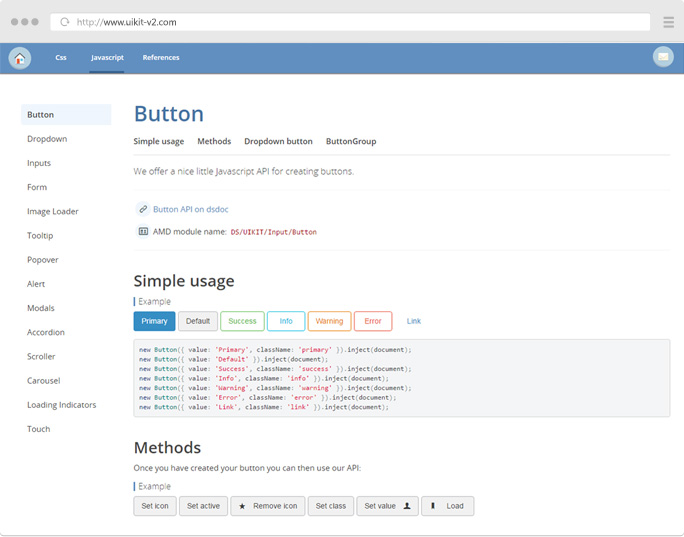 http://www.uikit-v2.com
Css Javascript References
Button
Dropdown
Inputs
Form
Image Loader
Tooltip
Popover
Alert
Modals
Accordion
Scroller
Carousel
Loading Indicators
Touch
Button
Simple usage Methods Dropdown button ButtonGroup
We offer a nice little Javascript API for creating buttons.
Button API on dsdoc
AMD module name: DS/UIKIT/Input/Button
Simple usage
Example
Primary Default Success Info Warning Error Link
new Button({ value: 'Primary', className: 'primary' }).inject(document);
new Button({ value: 'Default' }).inject(document);
new Button({ value: 'Success', className: 'success' }).inject(document);
new Button({ value: 'Info', className: 'info' }).inject(document);
new Button({ value: 'Warning', className: 'warning' }).inject(document);
new Button({ value: 'Error', className: 'error' }).inject(document);
new Button({ value: 'Link', className: 'link' }).inject(document);
Methods
Once you have created your button you can then use our API:
Example
Set icon Set active Remove icon Set class Set value Load